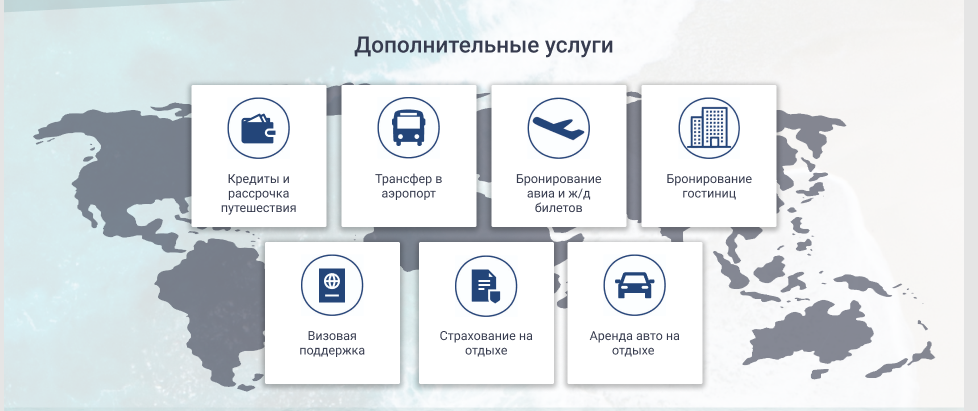 Дополнительные услуги
Кредиты и
рассрочка
путешествия
Трансфер в
аэропорт
Бронирование
авиа и ж/д
билетов
Бронирование
гостиниц
Визовая
поддержка
Страхование на
отдыхе
Аренда авто на
отдыхе